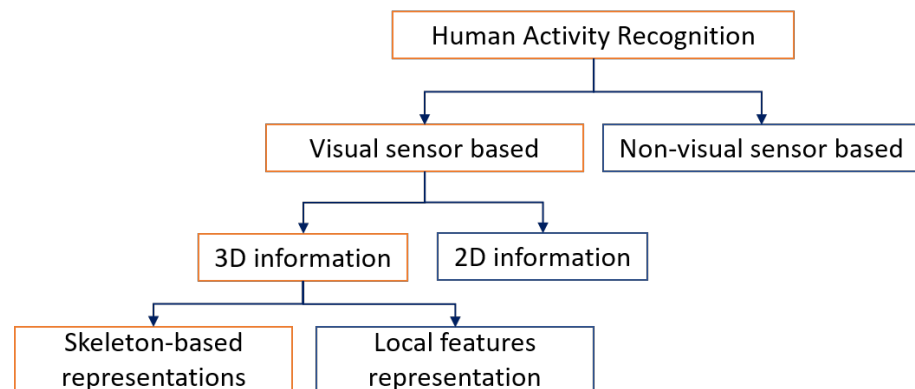 Human Activity Recognition
Visual sensor based
Non-visual sensor based
3D information
2D information
Skeleton-based
representations
Local features
representation